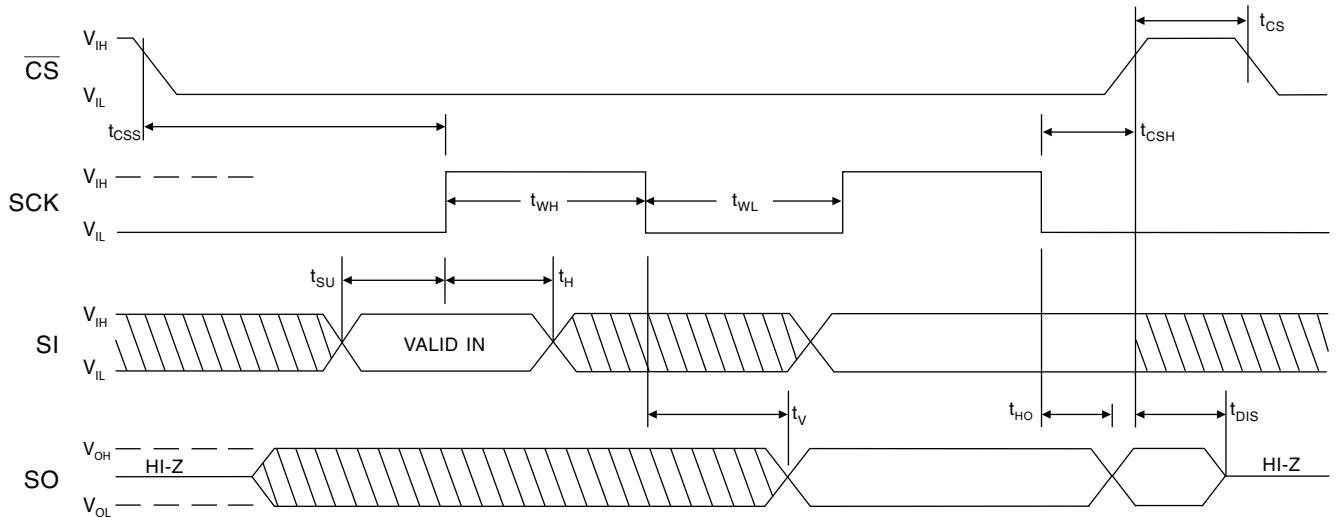 t_CS
V_IH
CS
V_IL
t_CSS
t_CSH
V_IH
SCK
t_WH
t_WL
V_IL
t_SU
t_H
V_IH
SI
VALID IN
V_IL
t_V
t_HO
t_DIS
V_OH
HI-Z
HI-Z
SO
V_OL